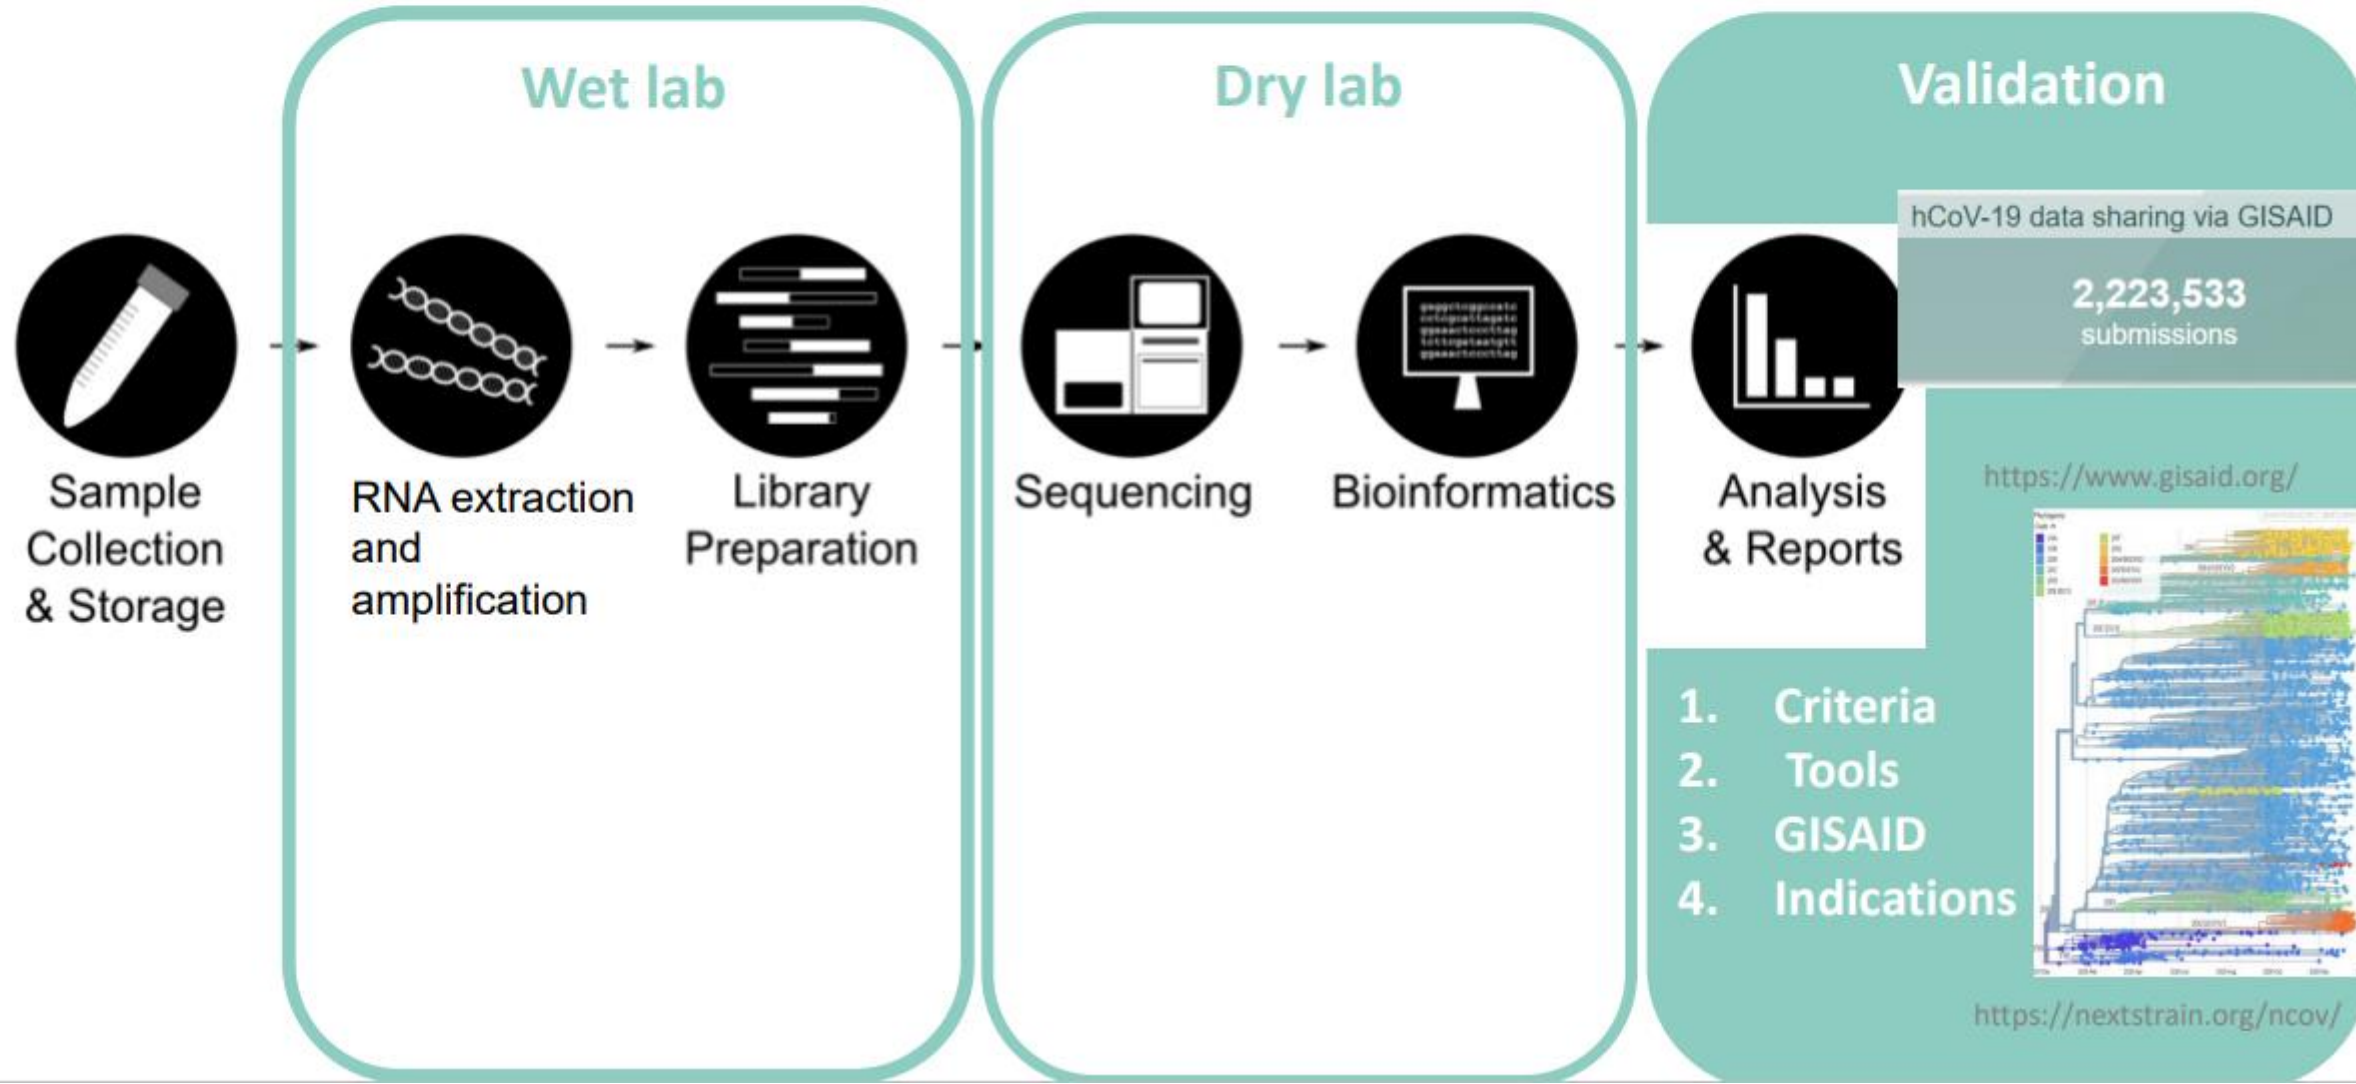 Wet lab
Dry lab
Validation
hCoV-19 data sharing via GISAID
2,223,533
submissions
Sample
Collection
& Storage
RNA extraction
and
amplification
Library
Preparation
Sequencing
Bioinformatics
Analysis
& Reports
https://www.gisaid.org/
1. Criteria
2. Tools
3. GISAID
4. Indications
https://nextstrain.org/ncov/